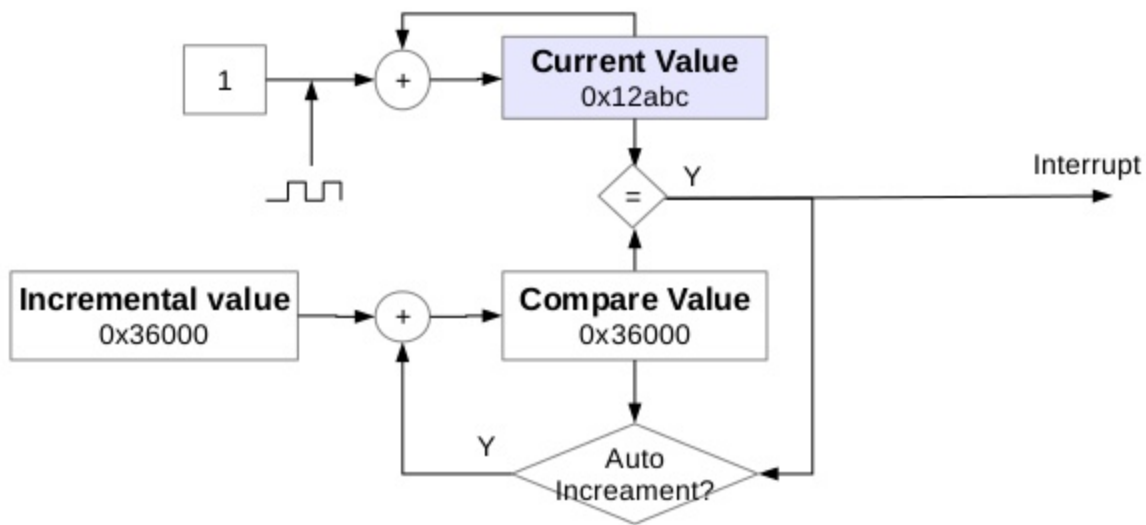 Current Value
1
+
0x12abc
Interrupt
Y
=
Incremental value
Compare Value
0x36000
+
0x36000
Y
Auto
Increament?